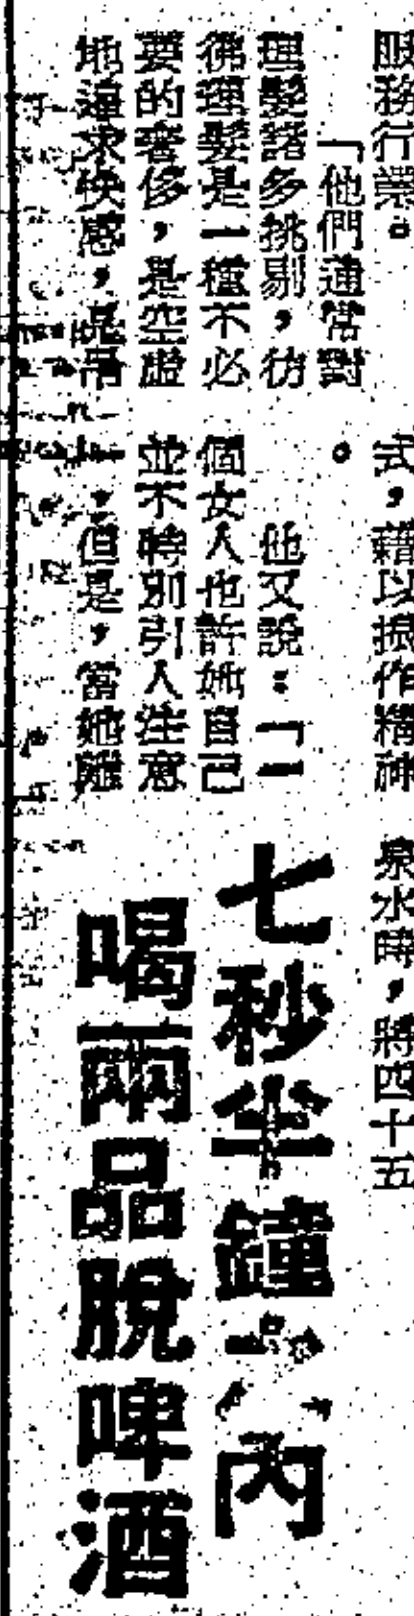 服務行業。
「他們通常對
理髮諸多挑剔，彷
彿理髮是一種不必
要的奢侈，是空虛
地追求快感，是
式，藉以振作精神
。
他又說：「一
個女人也許她自己
並不特別引人注意
，但是，當她離
泉水時，將四十五
七秒半鐘之內
喝兩品脫啤酒